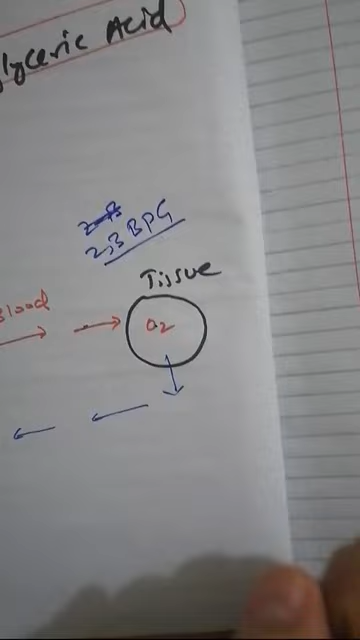 lyceric Acid
2,3 BPG
Tissue
Blood
O2